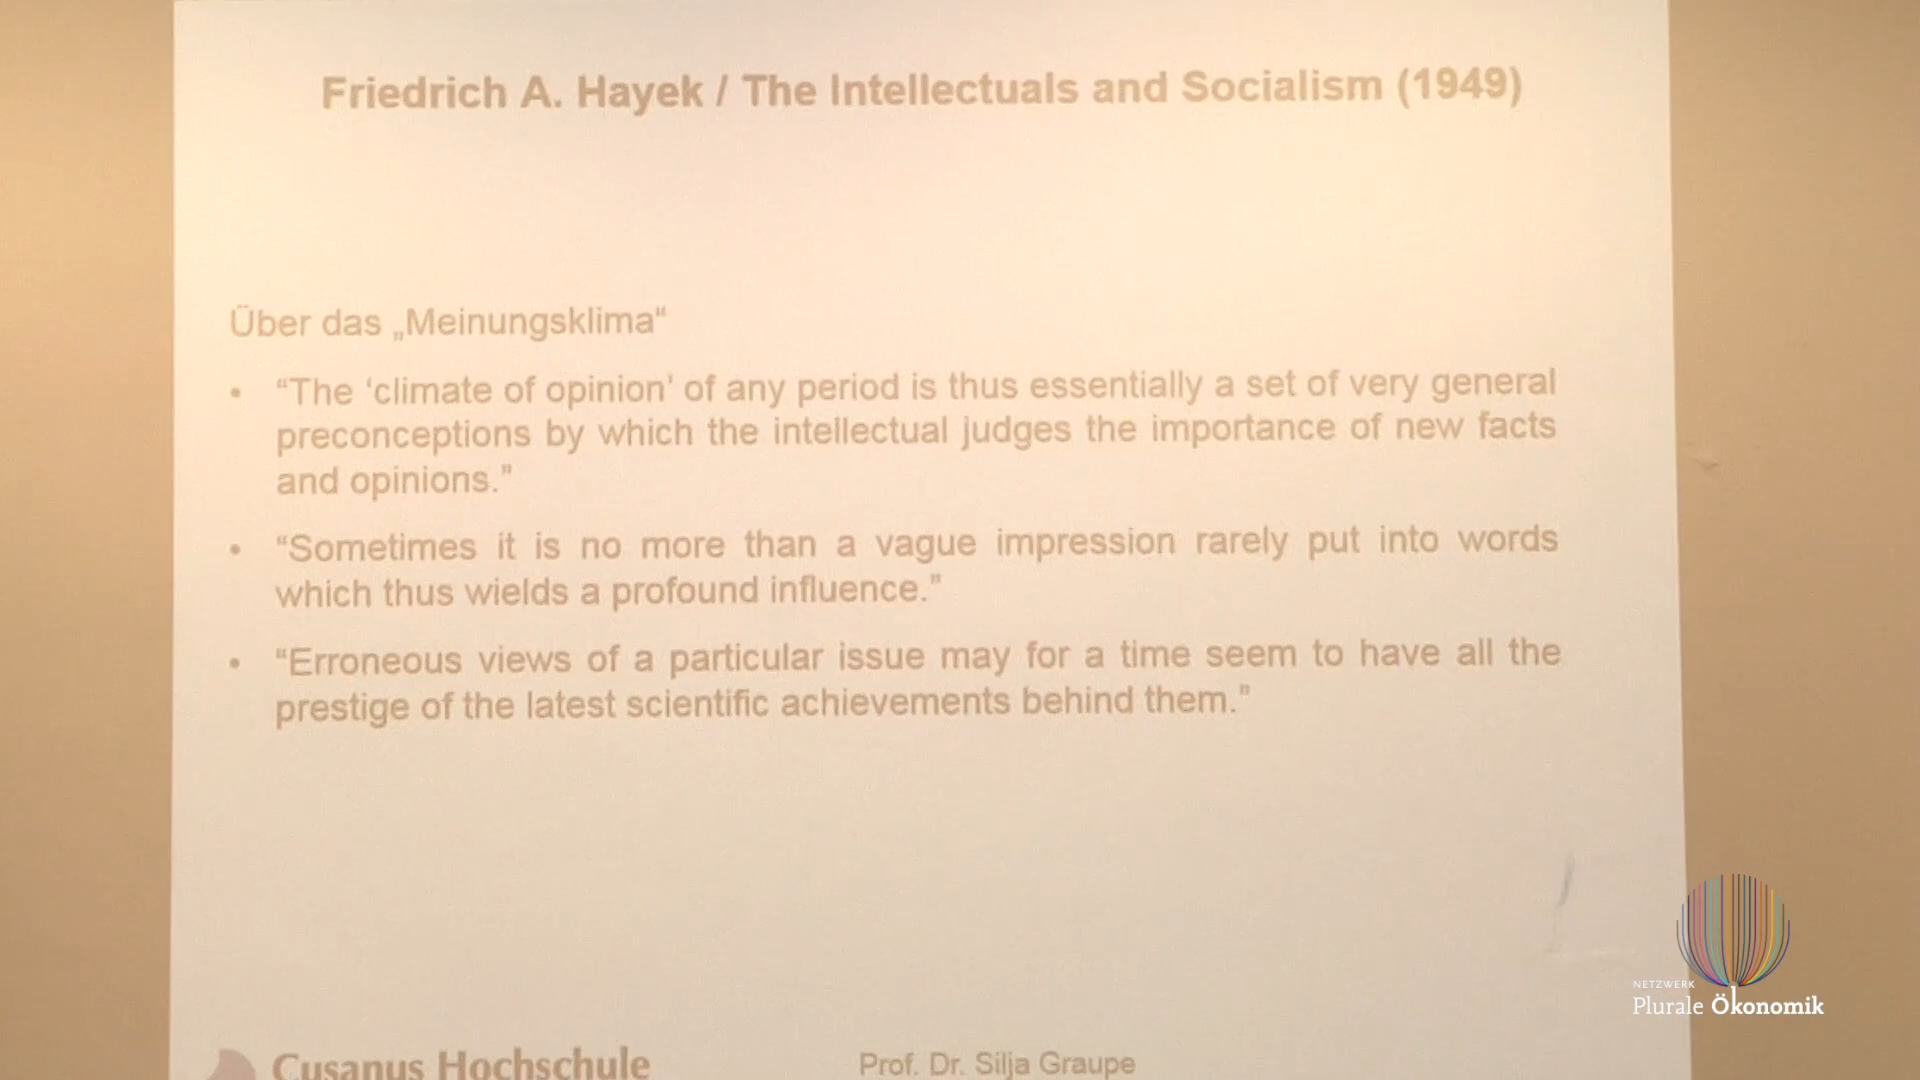 Friedrich A. Hayek / The Intellectuals and Socialism (1949)
Über das „Meinungsklima“
• “The ‘climate of opinion’ of any period is thus essentially a set of very general
preconceptions by which the intellectual judges the importance of new facts
and opinions.”
• “Sometimes it is no more than a vague impression rarely put into words
which thus wields a profound influence.”
• “Erroneous views of a particular issue may for a time seem to have all the
prestige of the latest scientific achievements behind them.”
Cusanus Hochschule
Prof. Dr. Silja Graupe
NETZWERK
Plurale Ökonomik